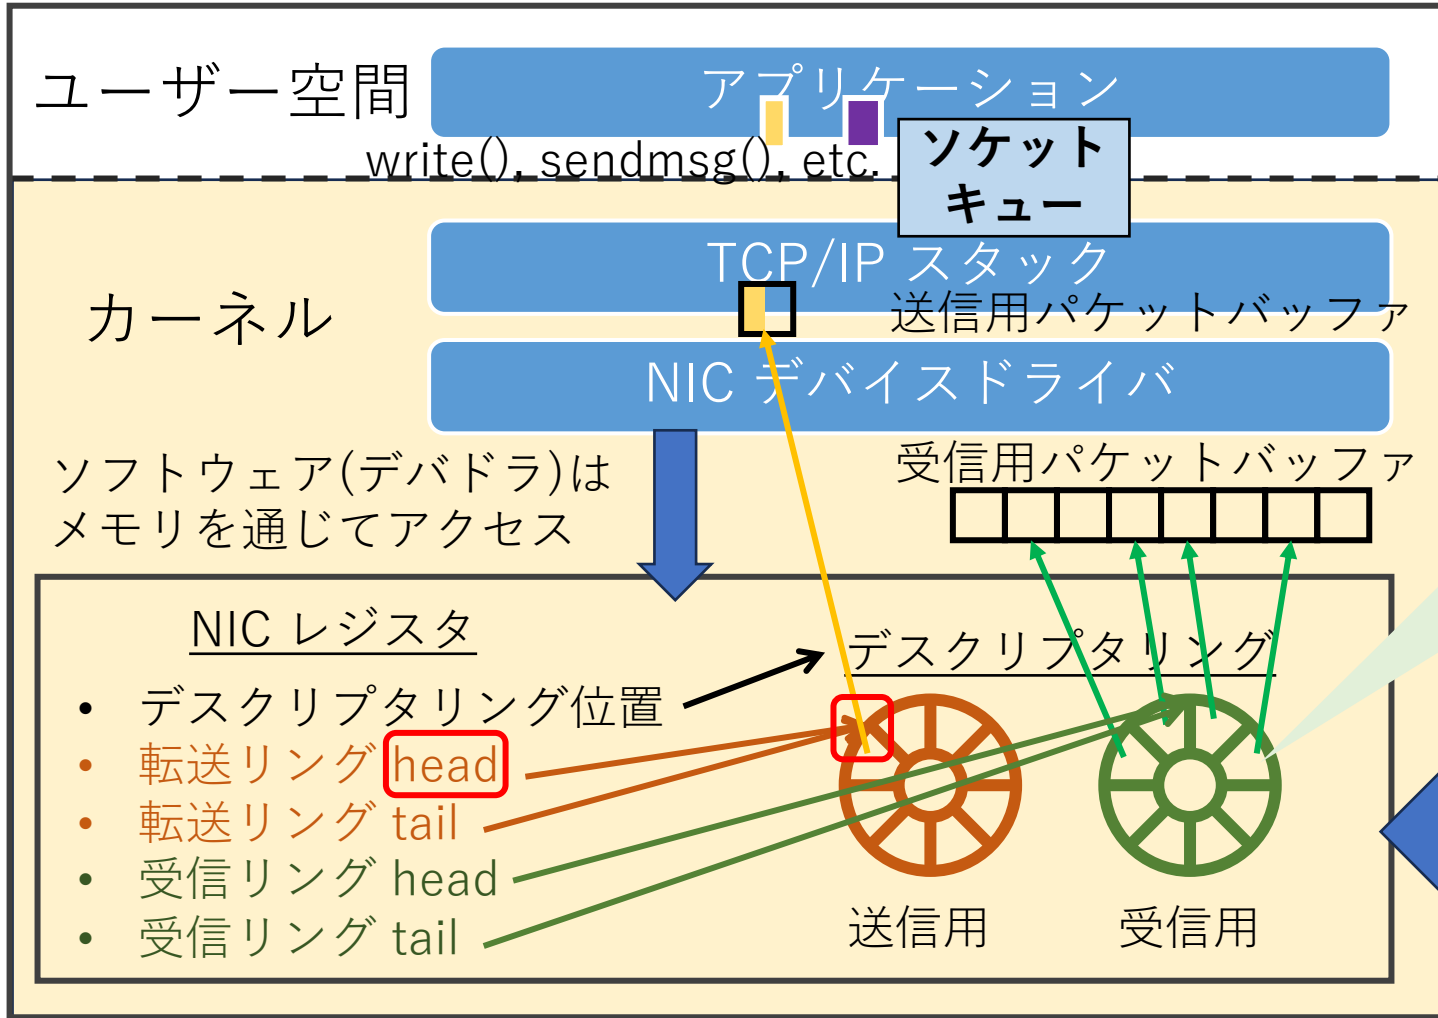 ユーザー空間
アプリケーション
write(), sendmsg(), etc.
ソケット
キュー
TCP/IP スタック
カーネル
送信用パケットバッファ
NIC デバイスドライバ
ソフトウェア(デバドラ)は
メモリを通じてアクセス
受信用パケットバッファ
NIC レジスタ
• デスクリプタリング位置
• 転送リング head
• 転送リング tail
• 受信リング head
• 受信リング tail
デスクリプタリング
送信用
受信用